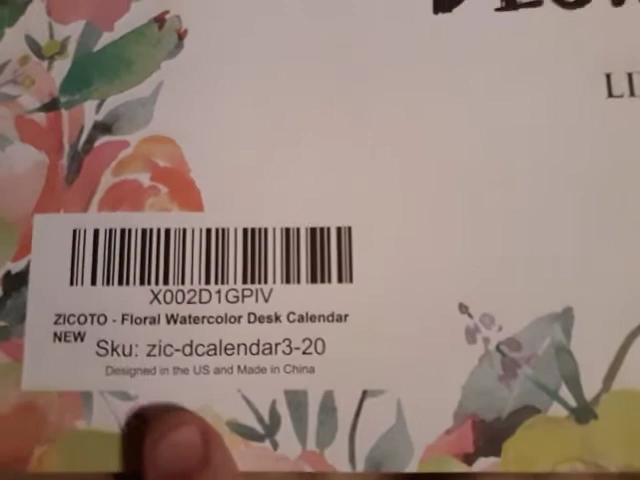 LI
X002D1GPIV
ZICOTO - Floral Watercolor Desk Calendar
NEW
Sku: zic-dcalendar3-20
Designed in the US and Made in China